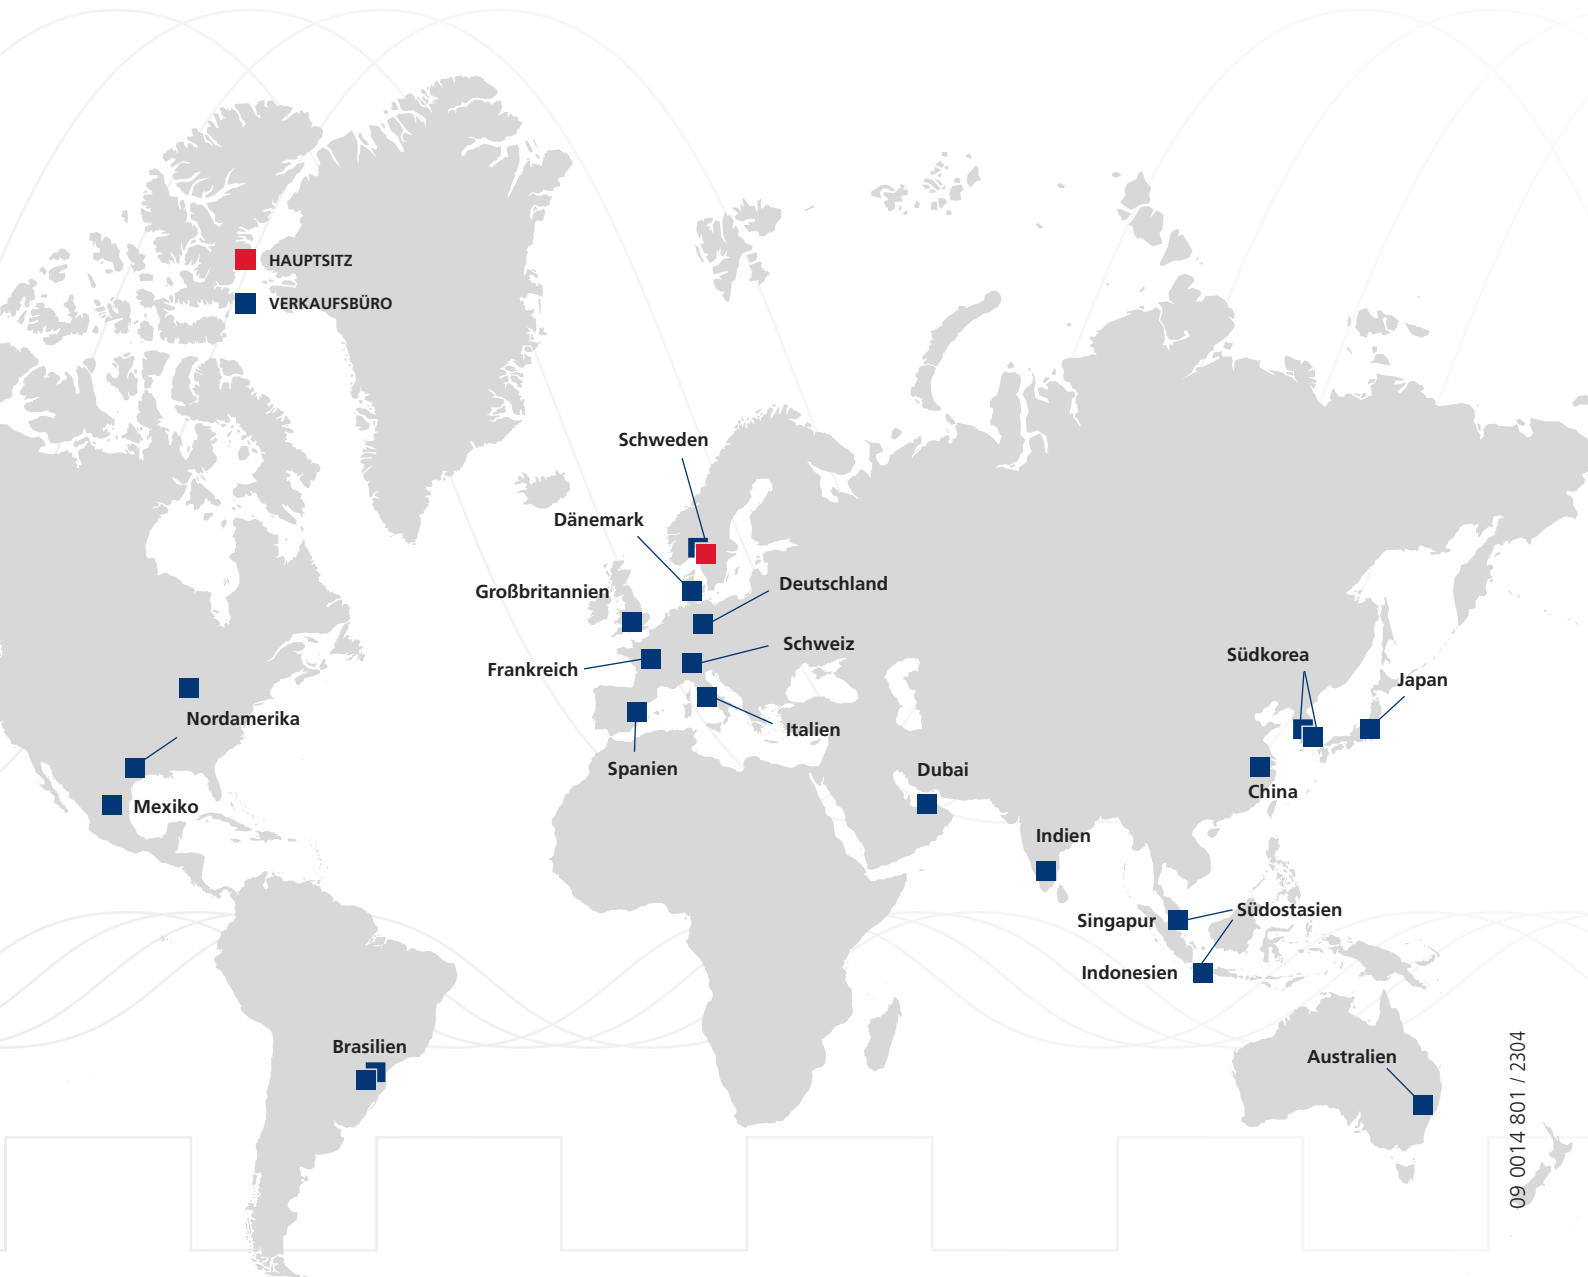 HAUPTSITZ
VERKAUFSBÜRO
Schweden
Dänemark
Großbritannien
Deutschland
Schweiz
Frankreich
Italien
Spanien
Nordamerika
Mexiko
Dubai
Südkorea
Japan
China
Indien
Singapur
Südostasien
Indonesien
Brasilien
Australien
09 0014 801 / 2304